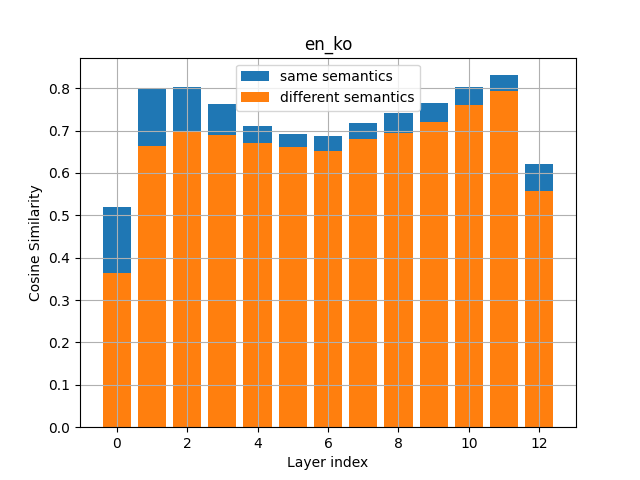 en_ko
same semantics
different semantics
Cosine Similarity
0.8
0.7
0.6
0.5
0.4
0.3
0.2
0.1
0.0
0 2 4 6 8 10 12
Layer index